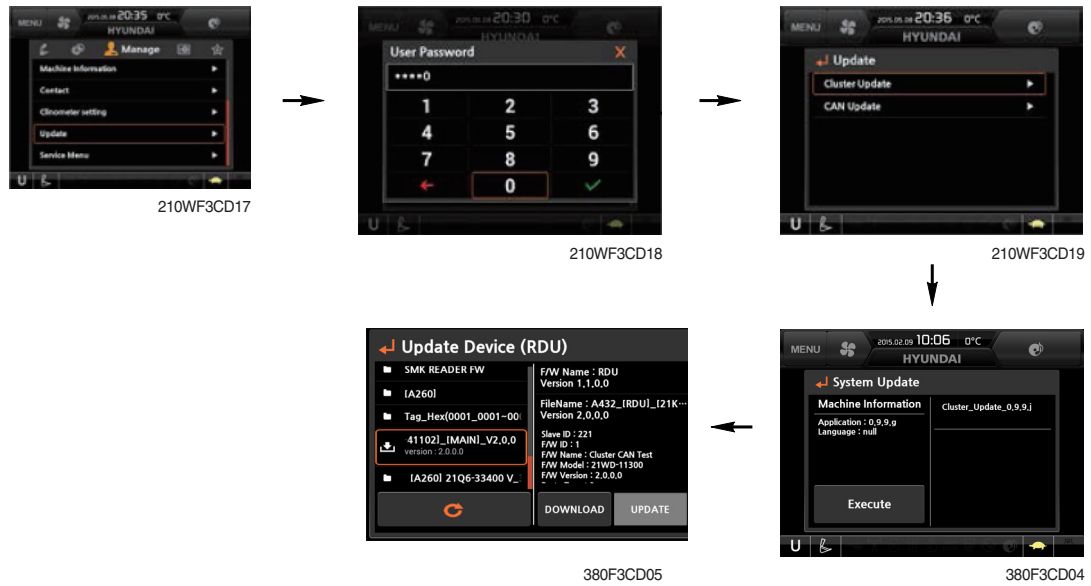 MENU
2015.05.08 20:35 0°C
HYUNDAI
Manage
Machine Information
Contact
Clinometer setting
Update
Service Menu
U
210WF3CD17
MENU
20:30 0°C
HYUNDAI
User Password X
****0
1 2 3
4 5 6
7 8 9
0
U
210WF3CD18
MENU
20:36 0°C
HYUNDAI
Update
Cluster Update
CAN Update
U
210WF3CD19
Update Device (RDU)
SMK READER FW
[A260]
Tag_Hex(0001_0001-00
41102]_[MAIN]_V2,0,0
version : 2.0.0.0
[A260] 21Q6-33400 V_
F/W Name : RDU
Version 1,1,0,0
FileName : A432_[RDU]_[21K…
Version 2,0,0,0
Slave ID : 221
F/W ID : 1
F/W Name : Cluster CAN Test
F/W Model : 21WD-11300
F/W Version : 2,0,0,0
DOWNLOAD UPDATE
380F3CD05
MENU
2015.02.09 10:06 0°C
HYUNDAI
System Update
Machine Information
Application : 0,9,9,g
Language : null
Cluster_Update_0,9,9,j
Execute
U
380F3CD04